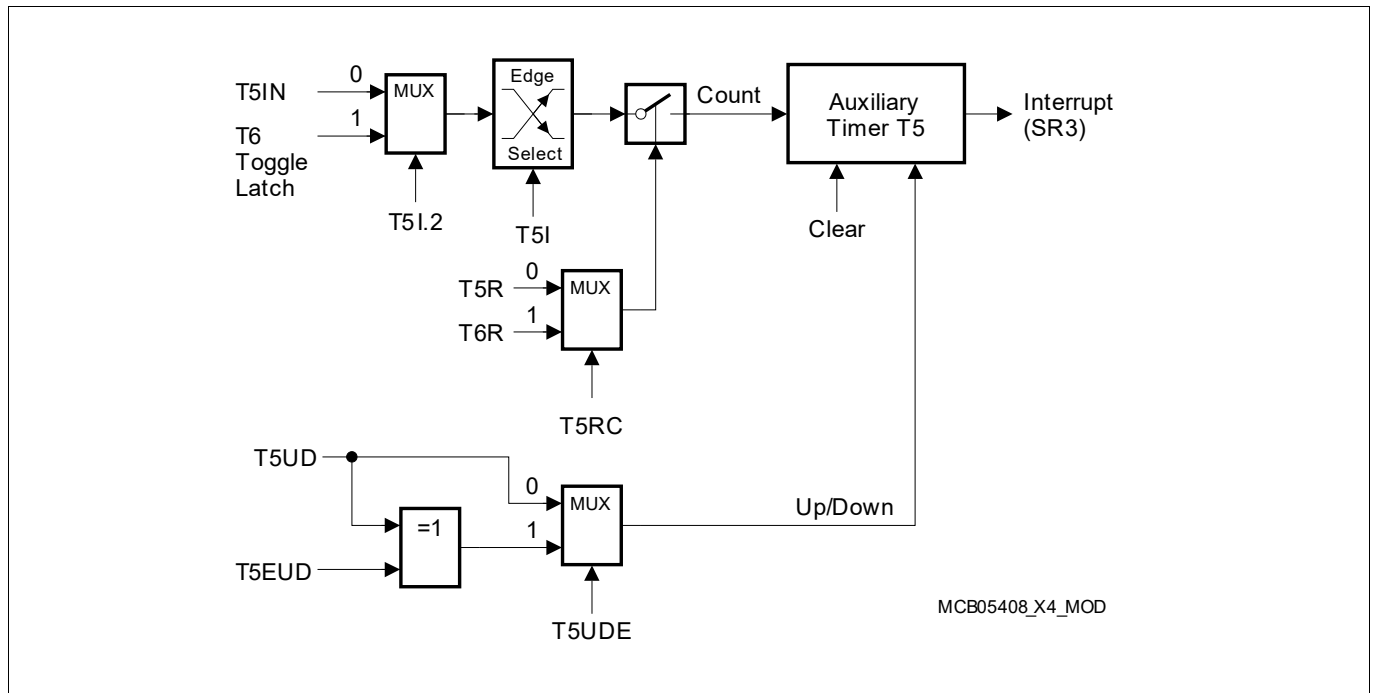 0
T5IN
MUX
1
T6
Toggle
Latch
T5I.2
Edge
Select
T5I
Count
Auxiliary
Timer T5
Interrupt
(SR3)
Clear
0
T5R
MUX
1
T6R
T5RC
T5UD
0
MUX
=1
1
T5EUD
Up/Down
T5UDE
MCB05408_X4_MOD